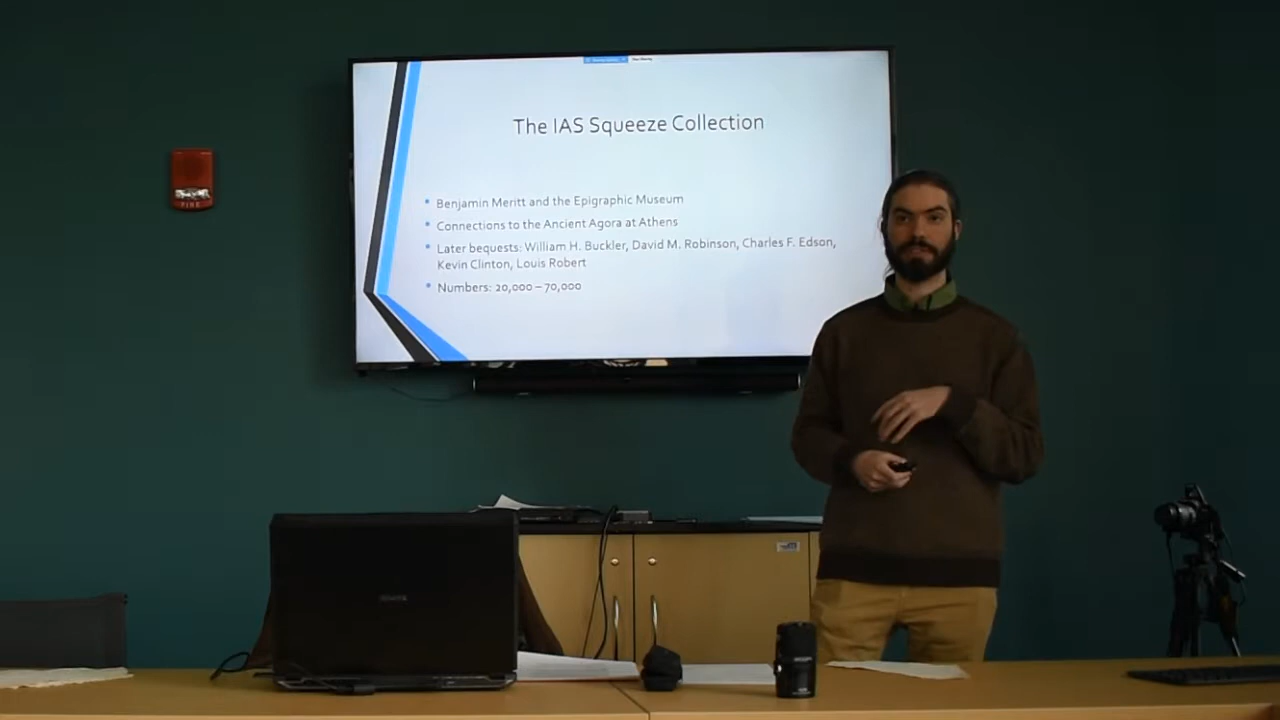 The IAS Squeeze Collection
Benjamin Meritt and the Epigraphic Museum
Connections to the Ancient Agora at Athens
Later bequests: William H. Buckler, David M. Robinson, Charles F. Edson,
Kevin Clinton, Louis Robert
Numbers: 20,000 – 70,000
FIRE